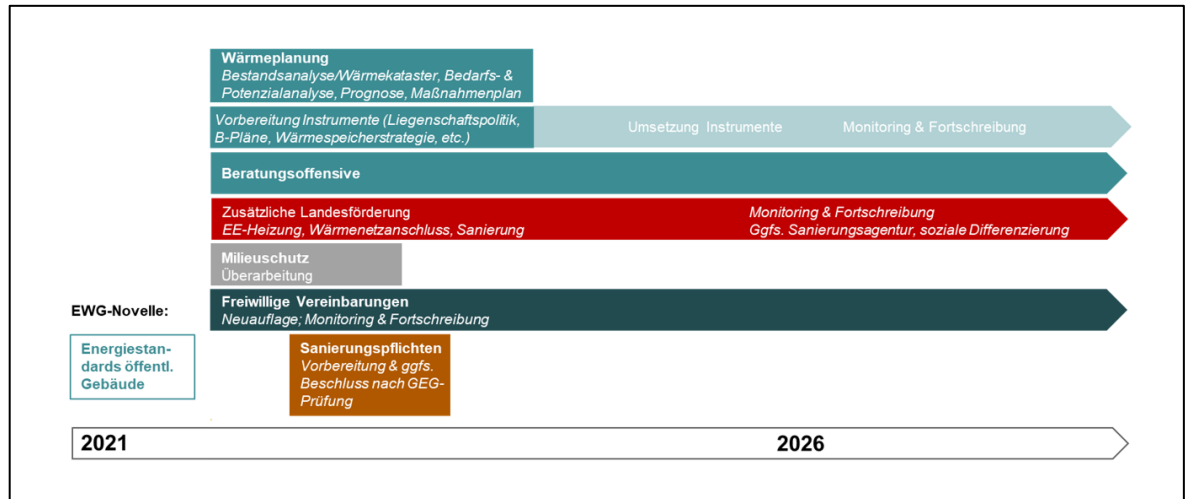 Wärmeplanung
Bestandsanalyse/Wärmekataster, Bedarfs- &
Potenzialanalyse, Prognose, Maßnahmenplan
Vorbereitung Instrumente (Liegenschaftspolitik,
B-Pläne, Wärmespeicherstrategie, etc.)
Umsetzung Instrumente
Monitoring & Fortschreibung
Beratungsoffensive
Zusätzliche Landesförderung
EE-Heizung, Wärmenetzanschluss, Sanierung
Monitoring & Fortschreibung
Ggfs. Sanierungsagentur, soziale Differenzierung
Milieuschutz
Überarbeitung
EWG-Novelle:
Freiwillige Vereinbarungen
Neuauflage; Monitoring & Fortschreibung
Energiestan-
dards öffentl.
Gebäude
Sanierungspflichten
Vorbereitung & ggfs.
Beschluss nach GEG-
Prüfung
2021
2026